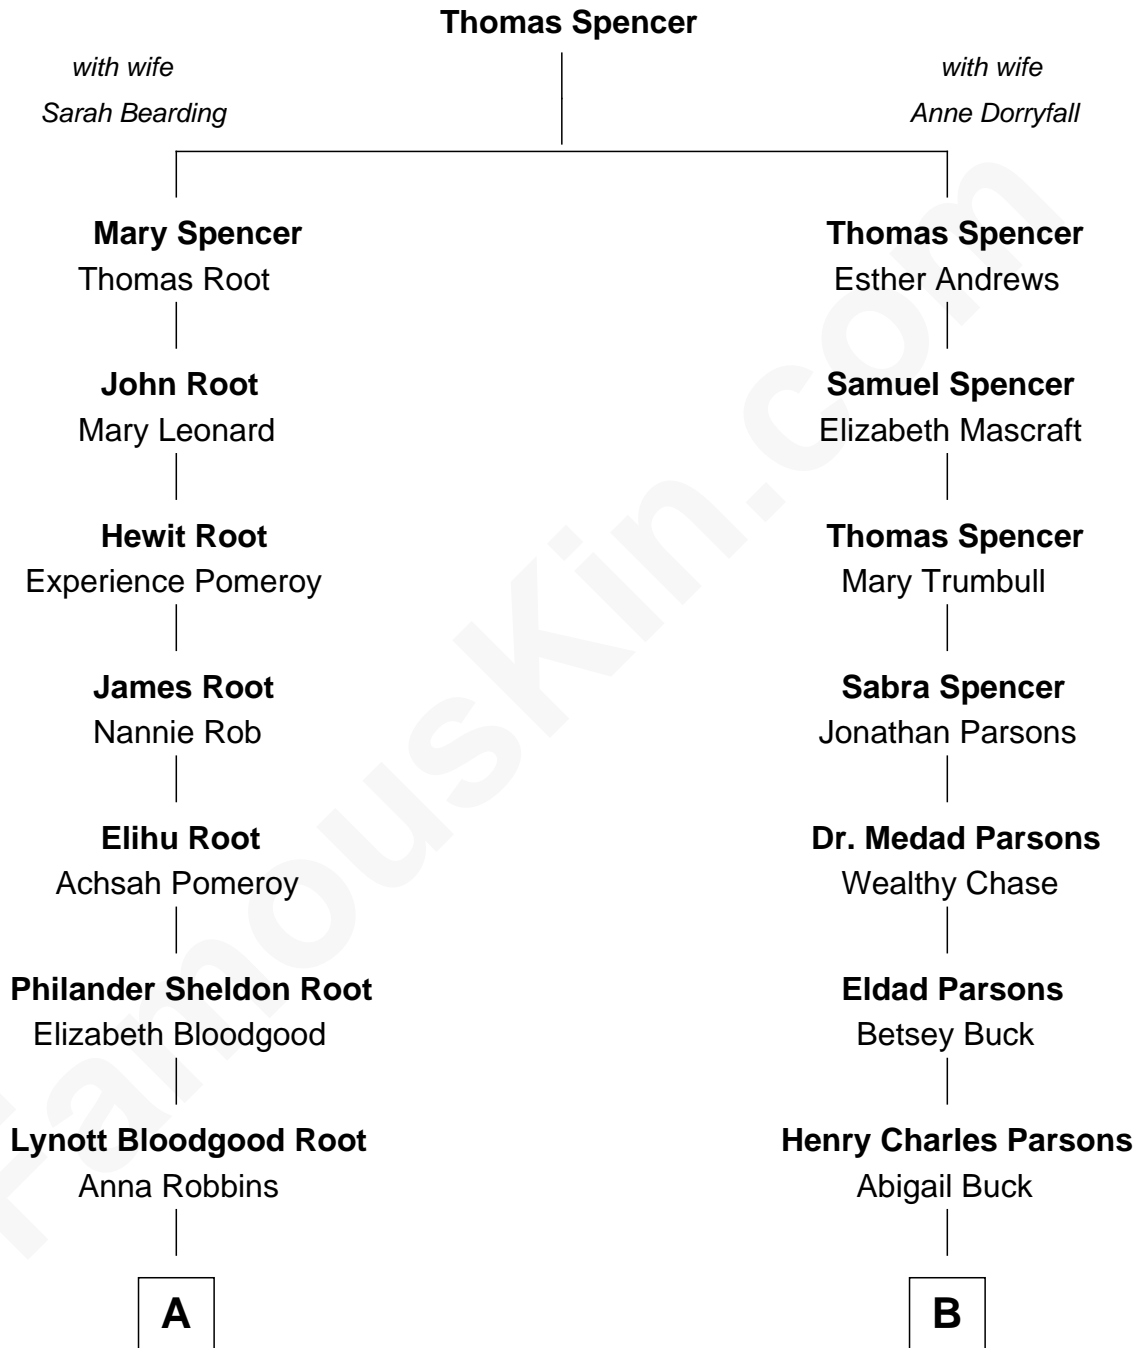 Thomas Spencer
with wife
Sarah Bearding
with wife
Anne Dorryfall
Mary Spencer
Thomas Root
Thomas Spencer
Esther Andrews
John Root
Mary Leonard
Samuel Spencer
Elizabeth Mascraft
Hewit Root
Experience Pomeroy
Thomas Spencer
Mary Trumbull
James Root
Nannie Rob
Sabra Spencer
Jonathan Parsons
Elihu Root
Achsah Pomeroy
Dr. Medad Parsons
Wealthy Chase
Philander Sheldon Root
Elizabeth Bloodgood
Eldad Parsons
Betsey Buck
Lynott Bloodgood Root
Anna Robbins
Henry Charles Parsons
Abigail Buck
A
B
FamousKin.com